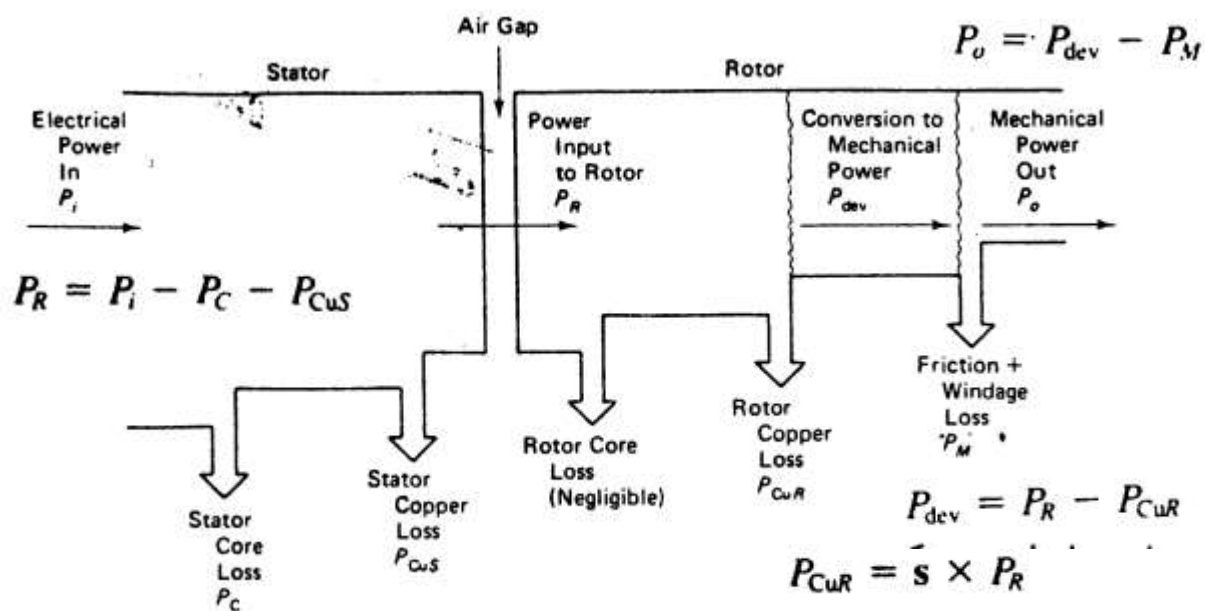 Air Gap
P_o = P_dev − P_M
Stator
Rotor
Electrical
Power
In
P_i
Power
Input
to Rotor
P_R
Conversion to
Mechanical
Power
P_dev
Mechanical
Power
Out
P_o
P_R = P_i − P_C − P_CuS
Stator
Core
Loss
P_C
Stator
Copper
Loss
P_CuS
Rotor Core
Loss
(Negligible)
Rotor
Copper
Loss
P_CuR
Friction +
Windage
Loss
P_M
P_dev = P_R − P_CuR
P_CuR = s × P_R